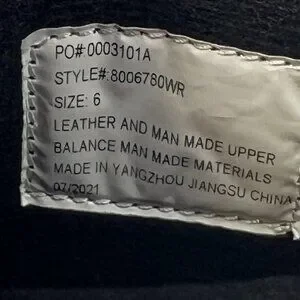 PO#:0003101A
STYLE#:8006780WR
SIZE: 6
LEATHER AND MAN MADE UPPER
BALANCE MAN MADE MATERIALS
MADE IN YANGZHOU JIANGSU CHINA
07/2021